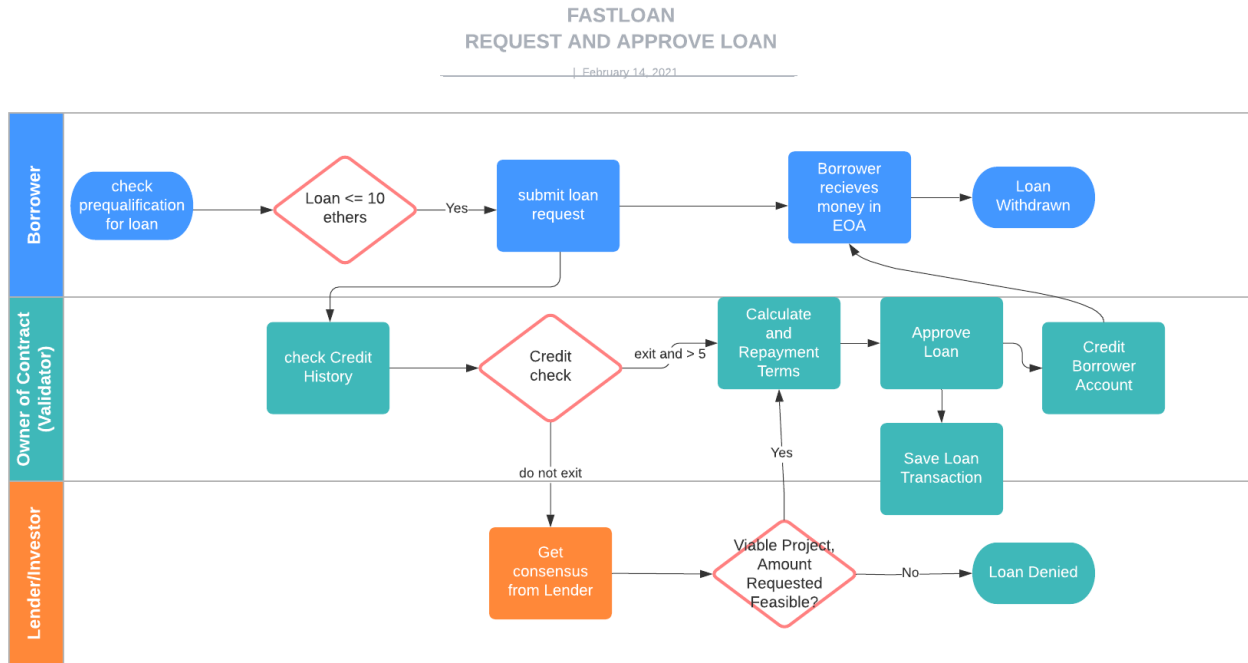 FASTLOAN
REQUEST AND APPROVE LOAN
| February 14, 2021
Borrower
check
prequalification
for loan
Loan <= 10
ethers
Yes
submit loan
request
Borrower
recieves
money in
EOA
Loan
Withdrawn
Owner of Contract
(Validator)
check Credit
History
Credit
check
exit and > 5
Calculate
and
Repayment
Terms
Approve
Loan
Credit
Borrower
Account
do not exit
Yes
Save Loan
Transaction
Lender/Investor
Get
consensus
from Lender
Viable Project,
Amount
Requested
Feasible?
No
Loan Denied